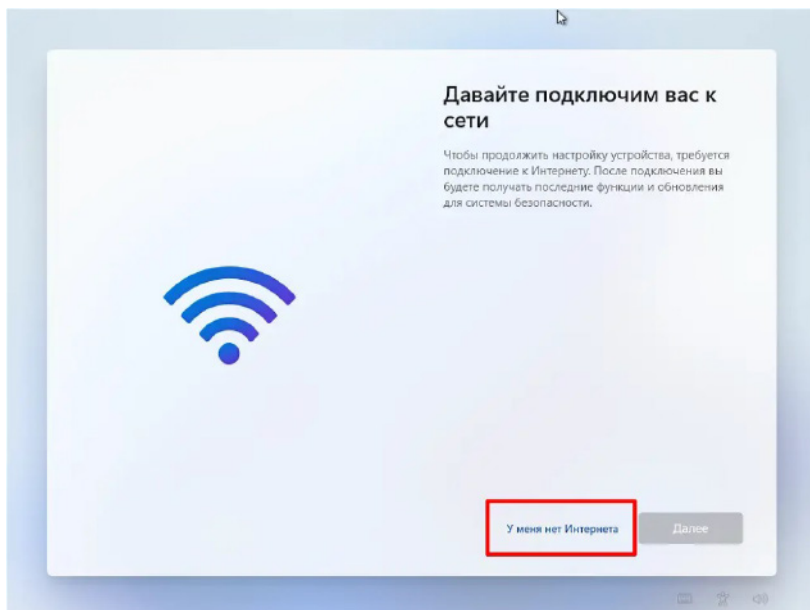 Давайте подключим вас к
сети
Чтобы продолжить настройку устройства, требуется
подключение к Интернету. После подключения вы
будете получать последние функции и обновления
для системы безопасности.
У меня нет Интернета
Далее